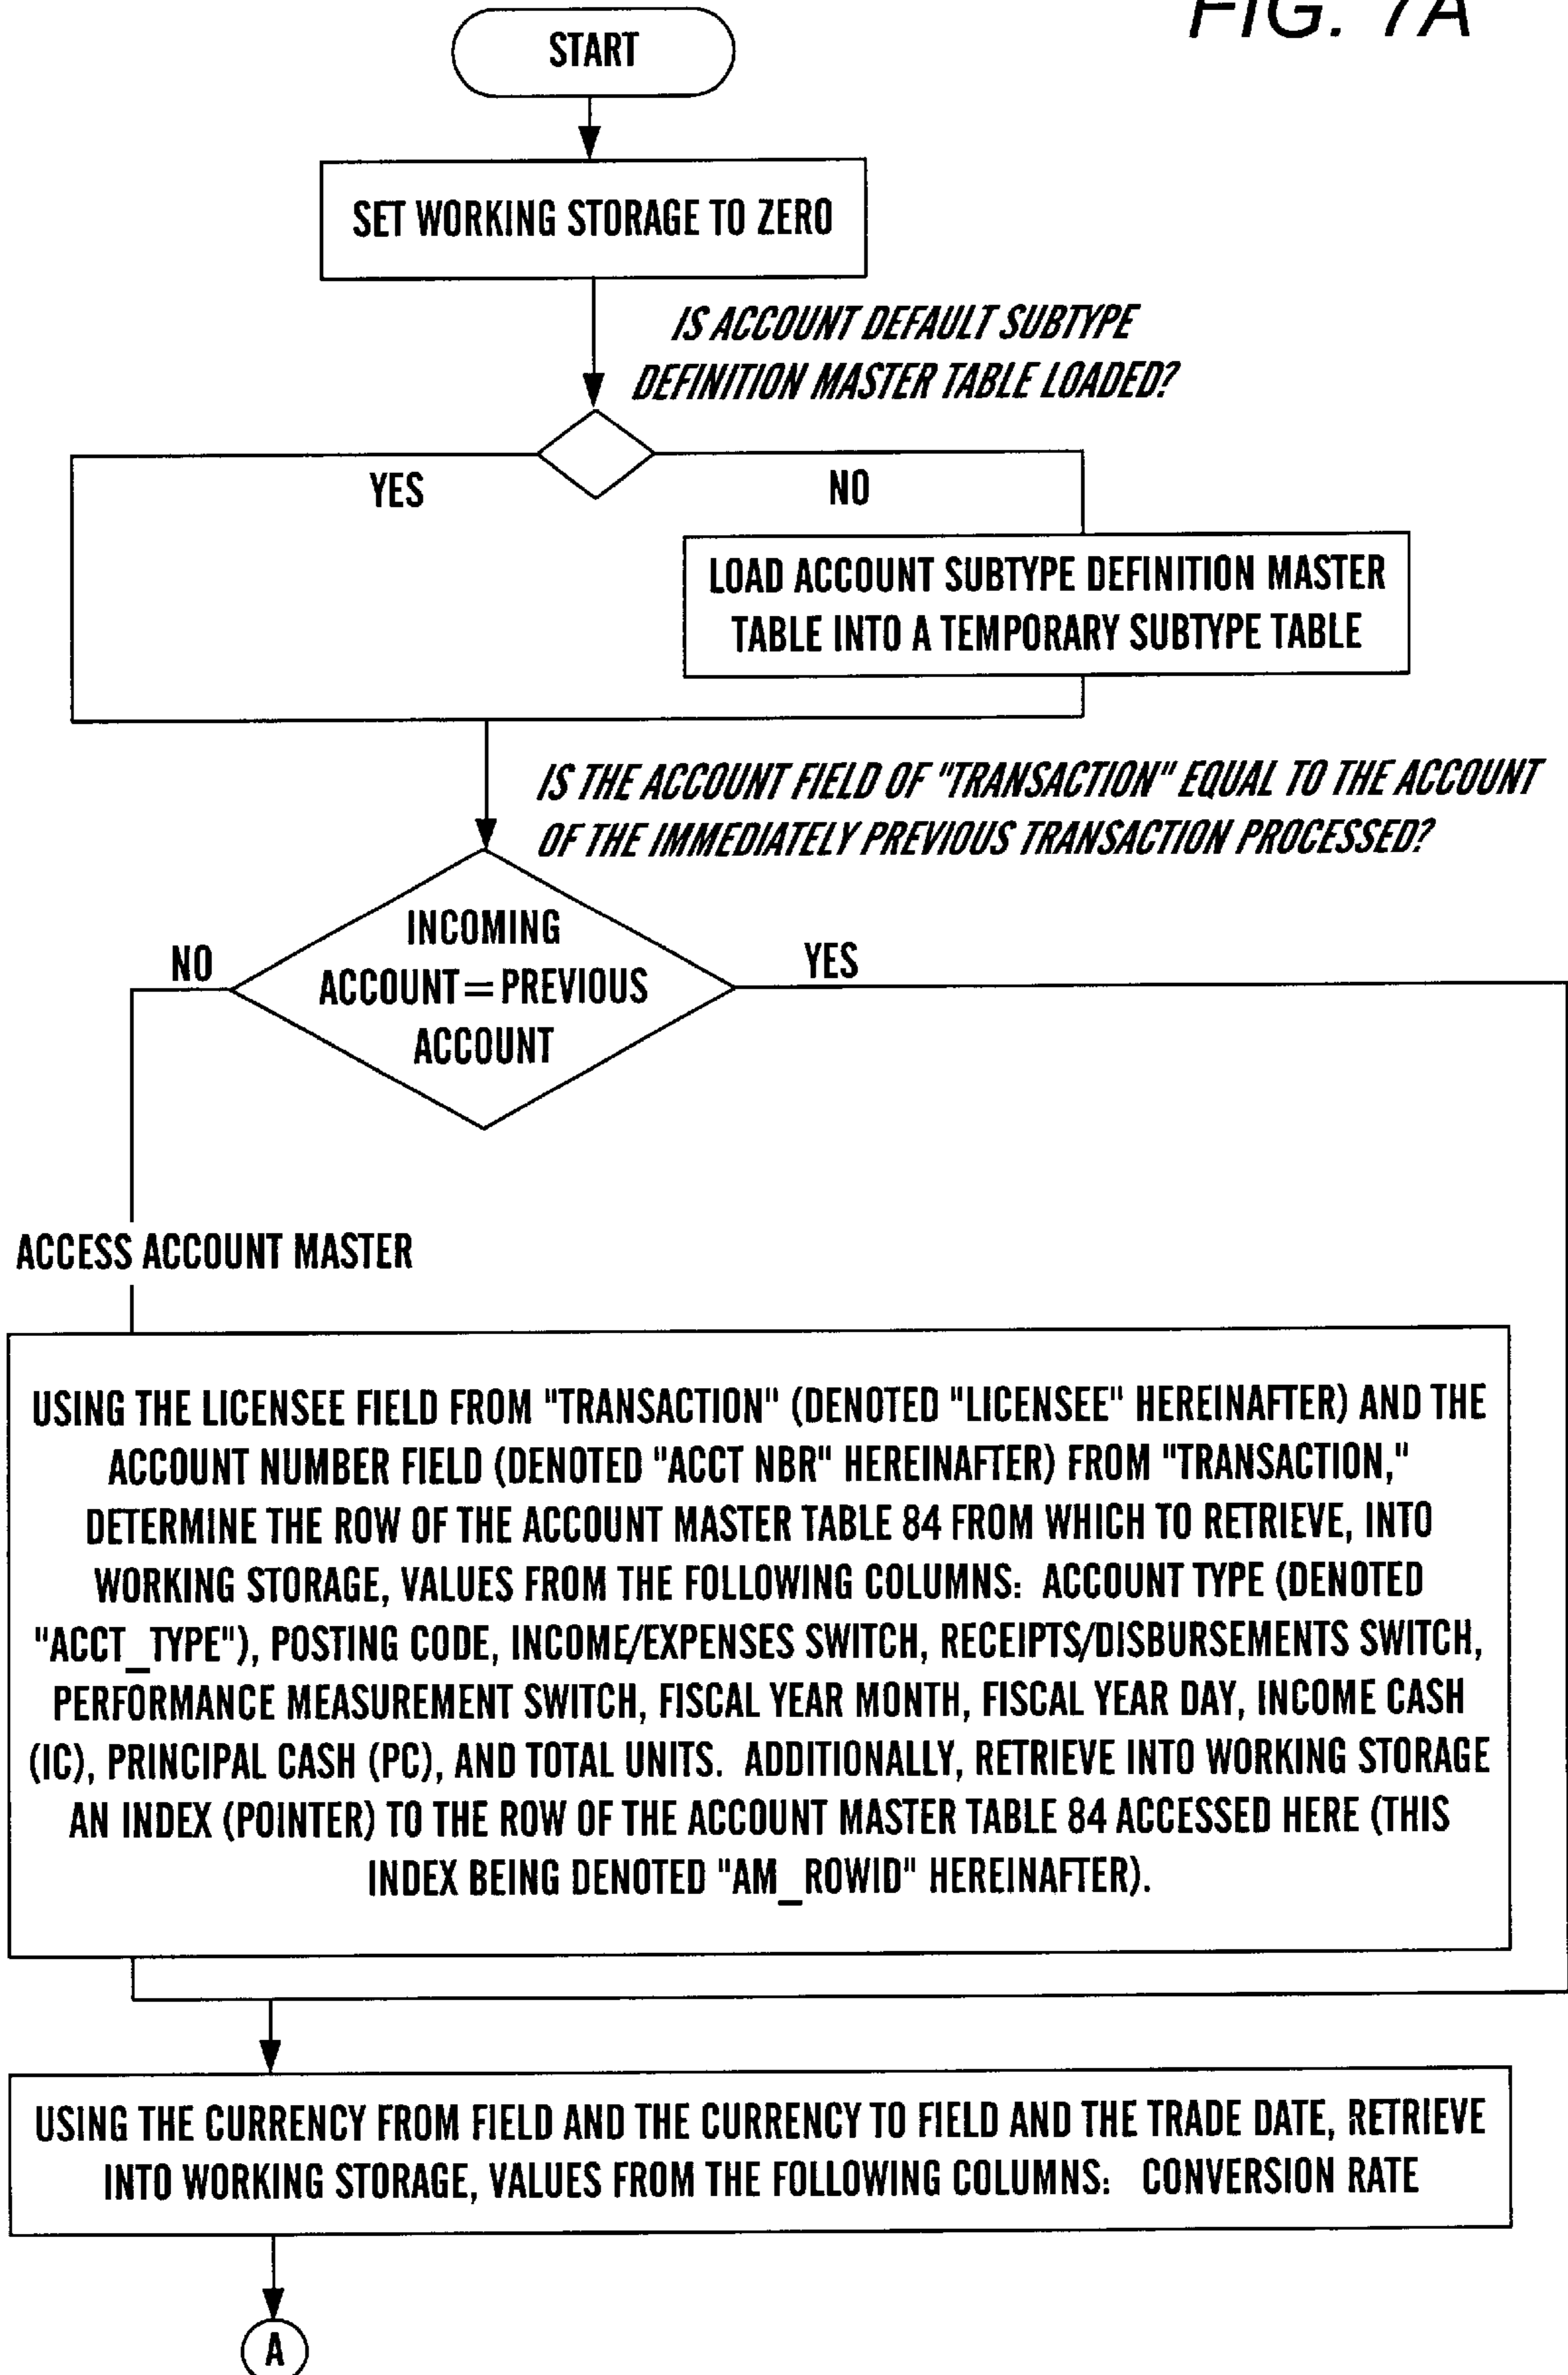 FIG. 7A
START
SET WORKING STORAGE TO ZERO
IS ACCOUNT DEFAULT SUBTYPE
DEFINITION MASTER TABLE LOADED?
YES
NO
LOAD ACCOUNT SUBTYPE DEFINITION MASTER
TABLE INTO A TEMPORARY SUBTYPE TABLE
IS THE ACCOUNT FIELD OF "TRANSACTION" EQUAL TO THE ACCOUNT
OF THE IMMEDIATELY PREVIOUS TRANSACTION PROCESSED?
NO
INCOMING
ACCOUNT=PREVIOUS
ACCOUNT
YES
ACCESS ACCOUNT MASTER
USING THE LICENSEE FIELD FROM "TRANSACTION" (DENOTED "LICENSEE" HEREINAFTER) AND THE
ACCOUNT NUMBER FIELD (DENOTED "ACCT NBR" HEREINAFTER) FROM "TRANSACTION,"
DETERMINE THE ROW OF THE ACCOUNT MASTER TABLE 84 FROM WHICH TO RETRIEVE, INTO
WORKING STORAGE, VALUES FROM THE FOLLOWING COLUMNS: ACCOUNT TYPE (DENOTED
"ACCT_TYPE"), POSTING CODE, INCOME/EXPENSES SWITCH, RECEIPTS/DISBURSEMENTS SWITCH,
PERFORMANCE MEASUREMENT SWITCH, FISCAL YEAR MONTH, FISCAL YEAR DAY, INCOME CASH
(IC), PRINCIPAL CASH (PC), AND TOTAL UNITS. ADDITIONALLY, RETRIEVE INTO WORKING STORAGE
AN INDEX (POINTER) TO THE ROW OF THE ACCOUNT MASTER TABLE 84 ACCESSED HERE (THIS
INDEX BEING DENOTED "AM_ROWID" HEREINAFTER).
USING THE CURRENCY FROM FIELD AND THE CURRENCY TO FIELD AND THE TRADE DATE, RETRIEVE
INTO WORKING STORAGE, VALUES FROM THE FOLLOWING COLUMNS: CONVERSION RATE
A